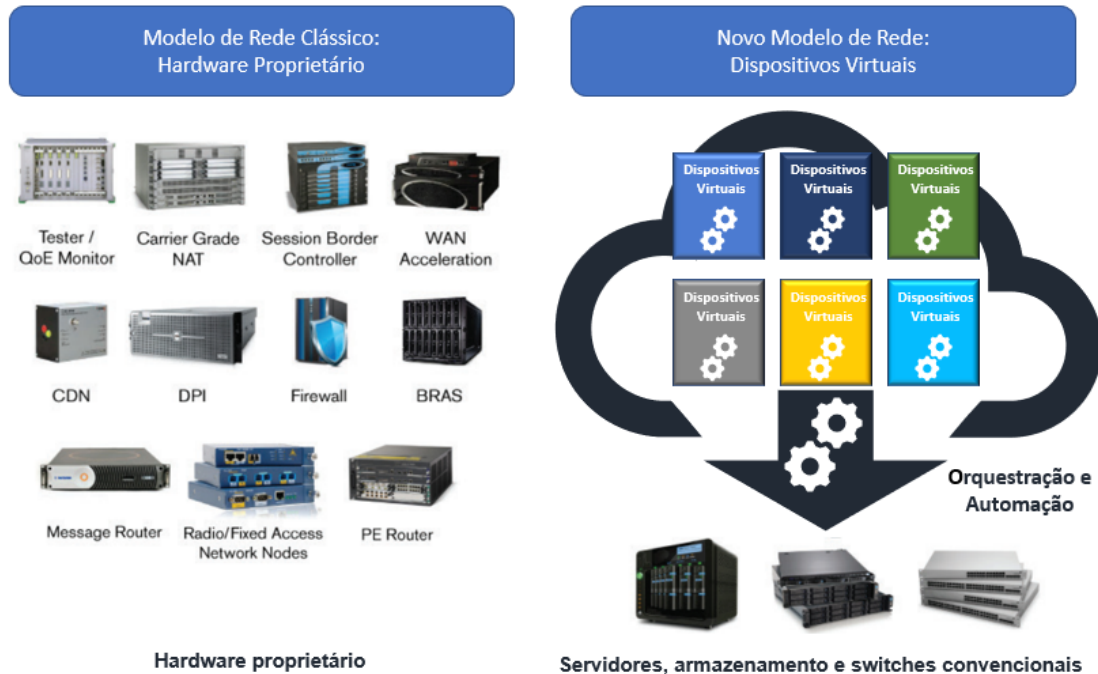 Modelo de Rede Clássico:
Hardware Proprietário
Novo Modelo de Rede:
Dispositivos Virtuais
Tester /
QoE Monitor
Carrier Grade
NAT
Session Border
Controller
WAN
Acceleration
CDN
DPI
Firewall
BRAS
Message Router
Radio/Fixed Access
Network Nodes
PE Router
Hardware proprietário
Dispositivos
Virtuais
Dispositivos
Virtuais
Dispositivos
Virtuais
Dispositivos
Virtuais
Dispositivos
Virtuais
Dispositivos
Virtuais
Orquestração e
Automação
Servidores, armazenamento e switches convencionais